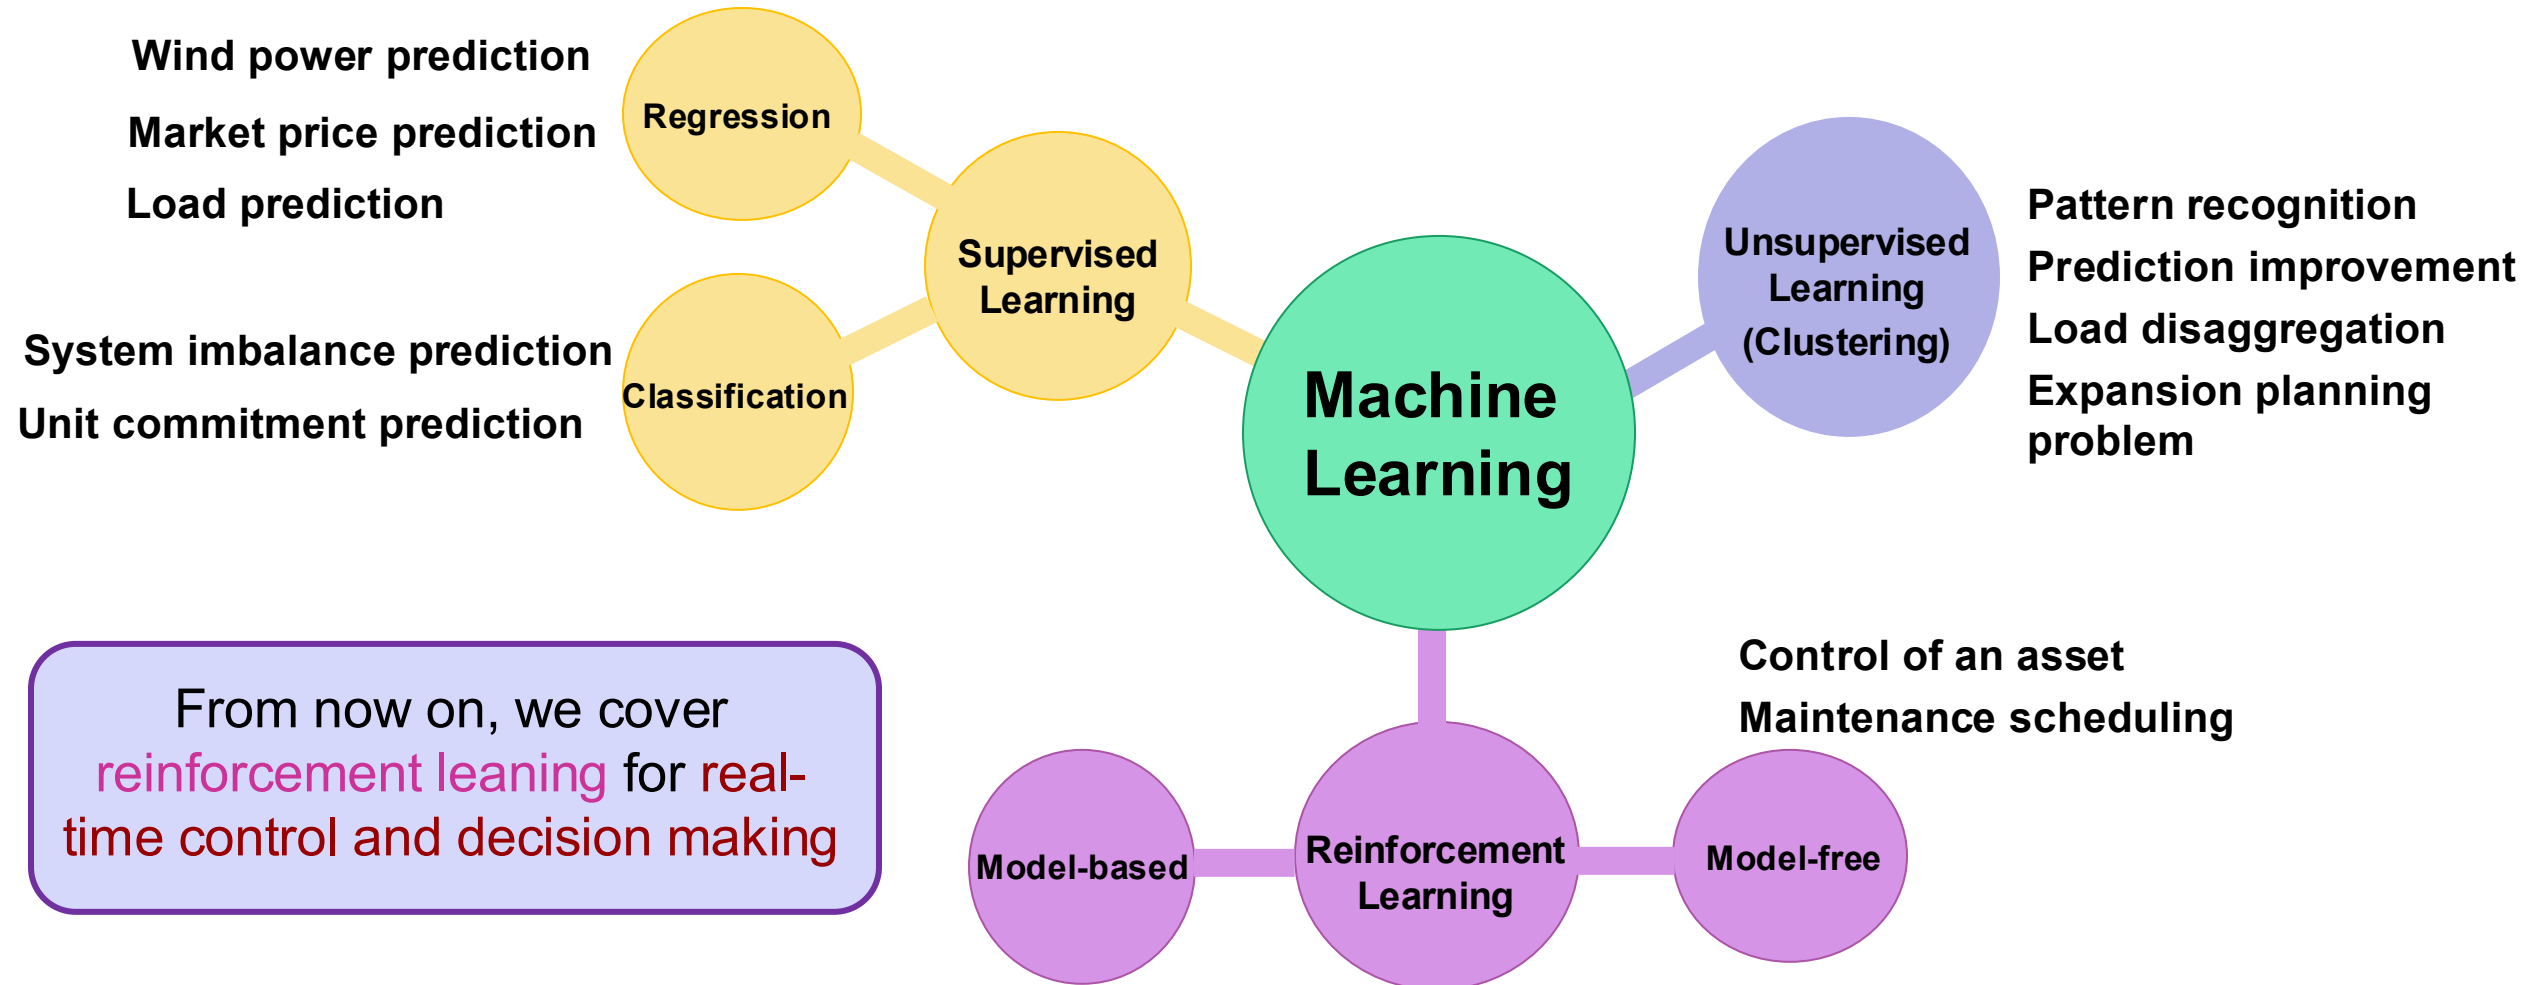 Wind power prediction
Market price prediction
Load prediction
Regression
System imbalance prediction
Unit commitment prediction
Classification
Supervised
Learning
Machine
Learning
Unsupervised
Learning
(Clustering)
Pattern recognition
Prediction improvement
Load disaggregation
Expansion planning
problem
From now on, we cover
reinforcement leaning for real-
time control and decision making
Control of an asset
Maintenance scheduling
Model-based
Reinforcement
Learning
Model-free